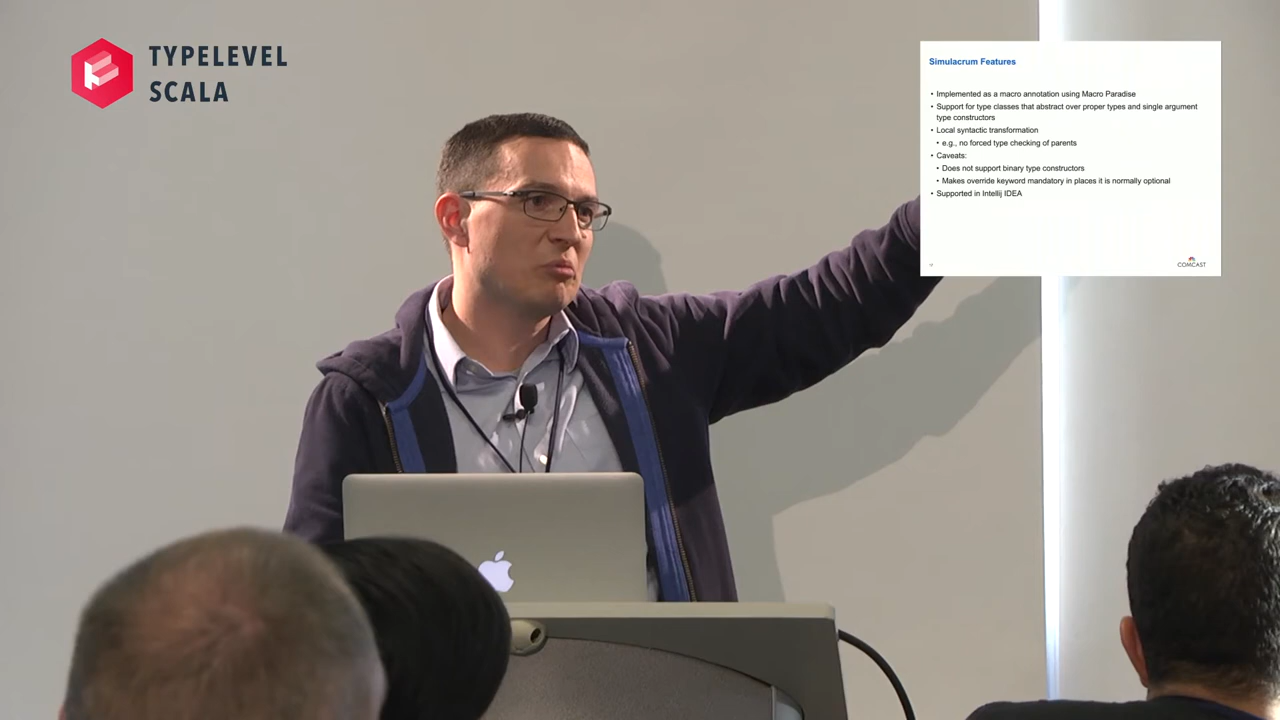 TYPELEVEL
SCALA
Simulacrum Features
• Implemented as a macro annotation using Macro Paradise
• Support for type classes that abstract over proper types and single argument
type constructors
• Local syntactic transformation
• e.g., no forced type checking of parents
• Caveats:
• Does not support binary type constructors
• Makes override keyword mandatory in places it is normally optional
• Supported in Intellij IDEA
COMCAST